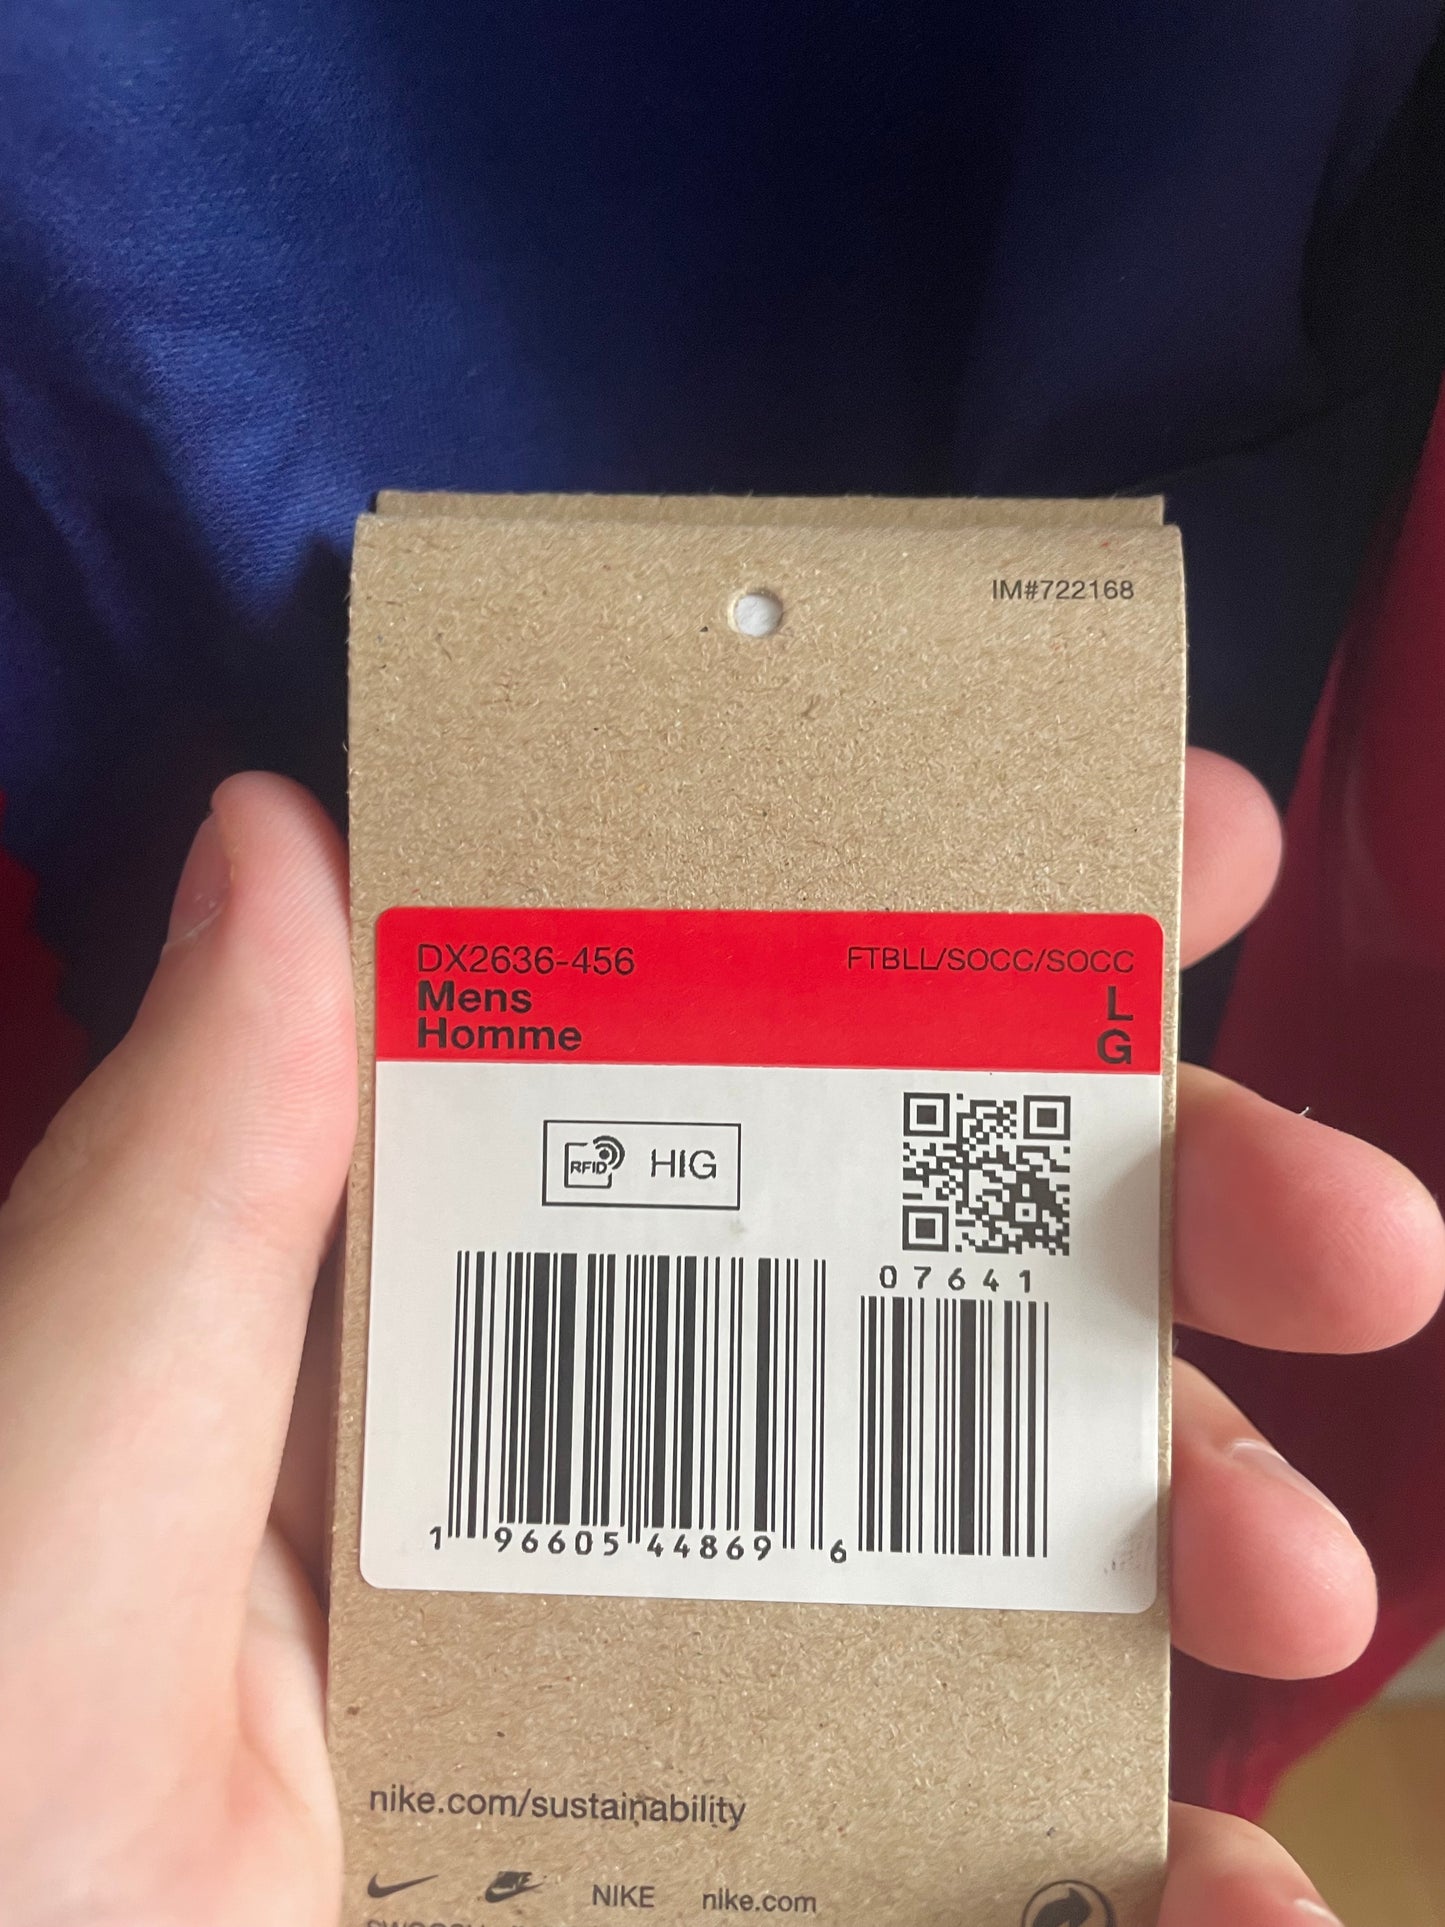 IM#722168
DX2636-456 FTBLL/SOCC/SOCC
Mens L
Homme G
RFID HIG
07641
1 96605 44869 6
nike.com/sustainability
NIKE nike.com